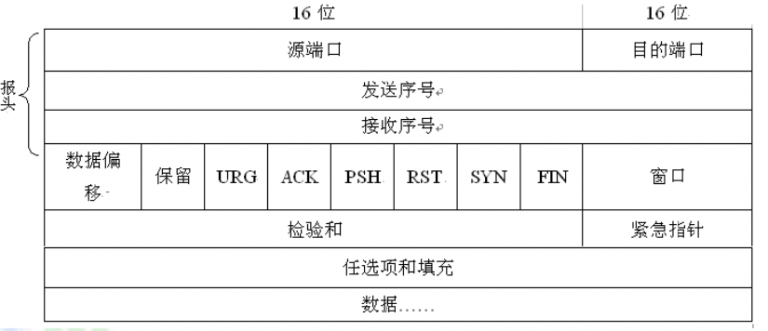 16 位
16 位
报头
源端口
目的端口
发送序号
接收序号
数据偏移
保留
URG
ACK
PSH
RST
SYN
FIN
窗口
检验和
紧急指针
任选项和填充
数据……